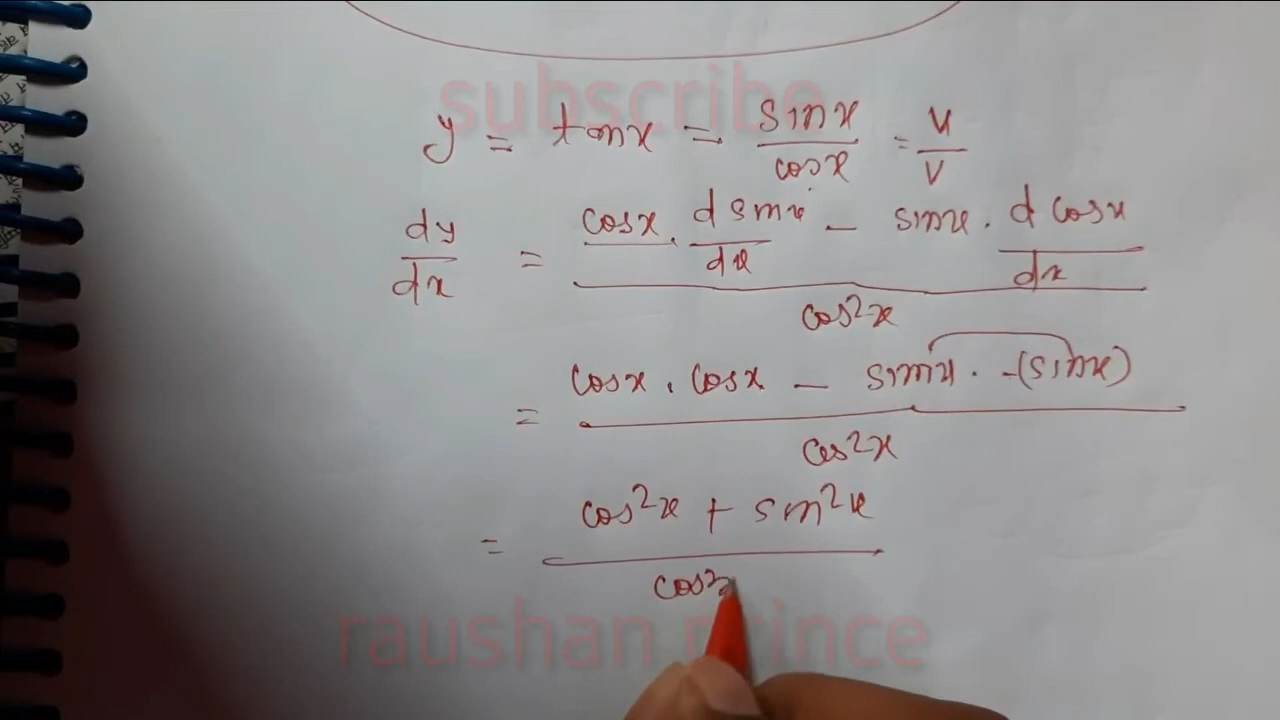 subscribe
y = tanx = sinx/cosx = u/v
dy/dx = (cosx . d sinx/dx - sinx . d cosx/dx)/cos²x
= (cosx . cosx - sinx . -(sinx))/cos²x
= (cos²x + sin²x)/cos²
raushan prince